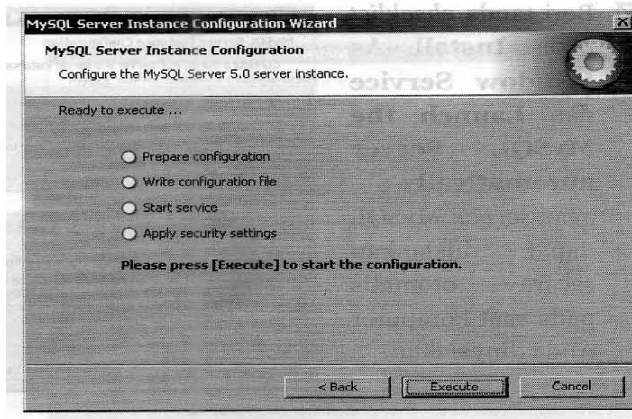 MySQL Server Instance Configuration Wizard
MySQL Server Instance Configuration
Configure the MySQL Server 5.0 server instance.
Ready to execute ...
Prepare configuration
Write configuration file
Start service
Apply security settings
Please press [Execute] to start the configuration.
< Back
Execute
Cancel